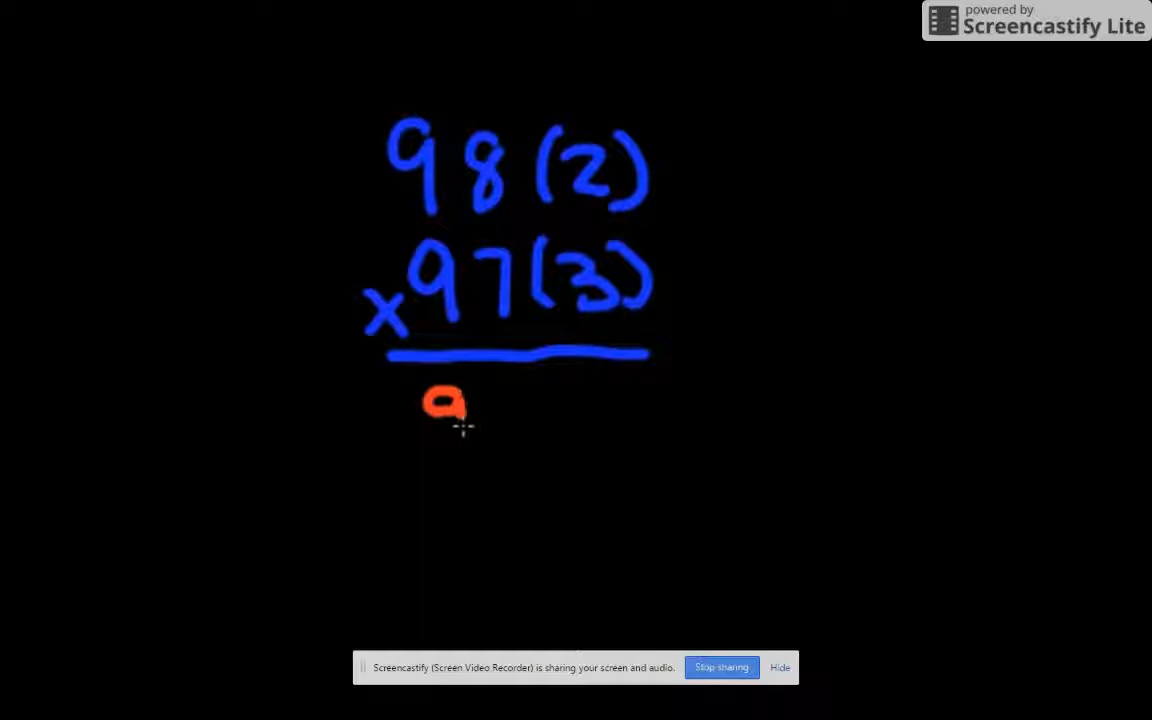 powered by
Screencastify Lite
98(2)
x97(3)
9
Screencastify (Screen Video Recorder) is sharing your screen and audio. Stop sharing Hide